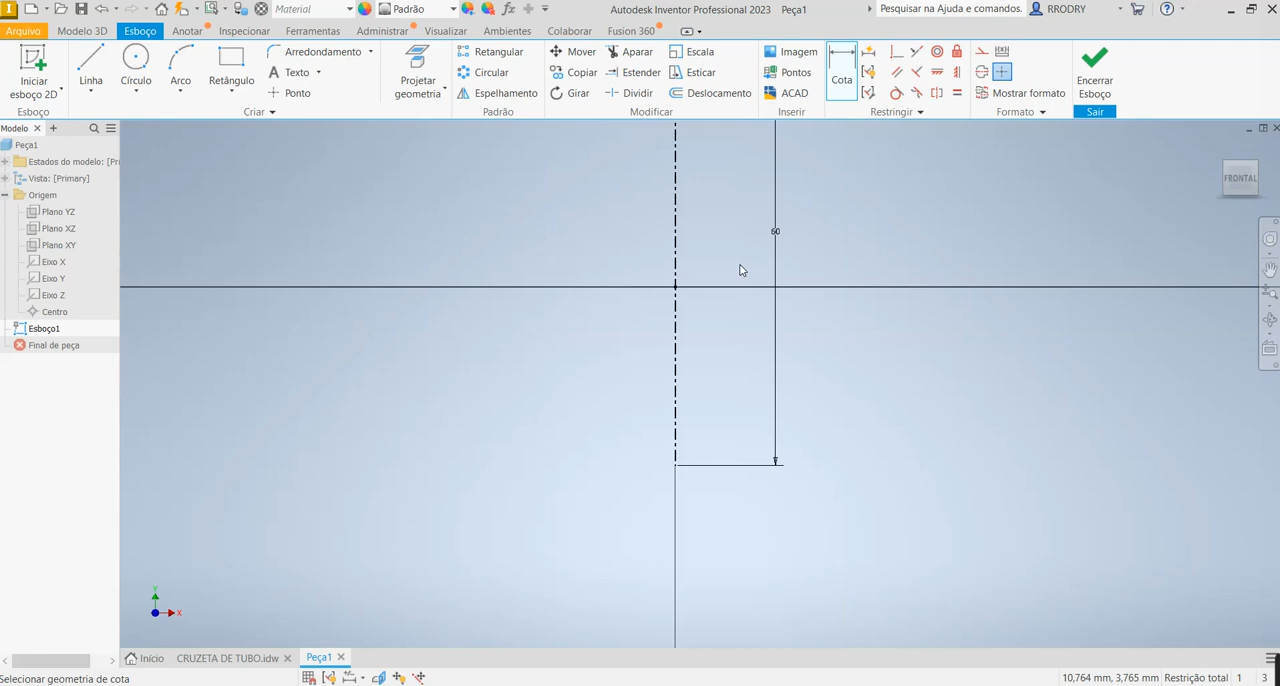 I Material Padrão Autodesk Inventor Professional 2023 Peça1 Pesquisar na Ajuda e comandos. RRODRY
Arquivo Modelo 3D Esboço Anotar Inspecionar Ferramentas Administrar Visualizar Ambientes Colaborar Fusion 360
Iniciar esboço 2D
Linha
Círculo
Arco
Retângulo
Arredondamento
Texto
Ponto
Projetar geometria
Retangular
Circular
Espelhamento
Mover
Copiar
Girar
Aparar
Estender
Dividir
Escala
Esticar
Deslocamento
Imagem
Pontos
ACAD
Cota
Mostrar formato
Encerrar
Esboço
Esboço Criar Padrão Modificar Inserir Restringir Formato Sair
Modelo
Peça1
Estados do modelo: [Pri
Vista: [Primary]
Origem
Plano YZ
Plano XZ
Plano XY
Eixo X
Eixo Y
Eixo Z
Centro
Esboço1
Final de peça
60
FRONTAL
Y
X
Início CRUZETA DE TUBO.idw Peça1
Selecionar geometria de cota 10,764 mm, 3,765 mm Restrição total 1 3